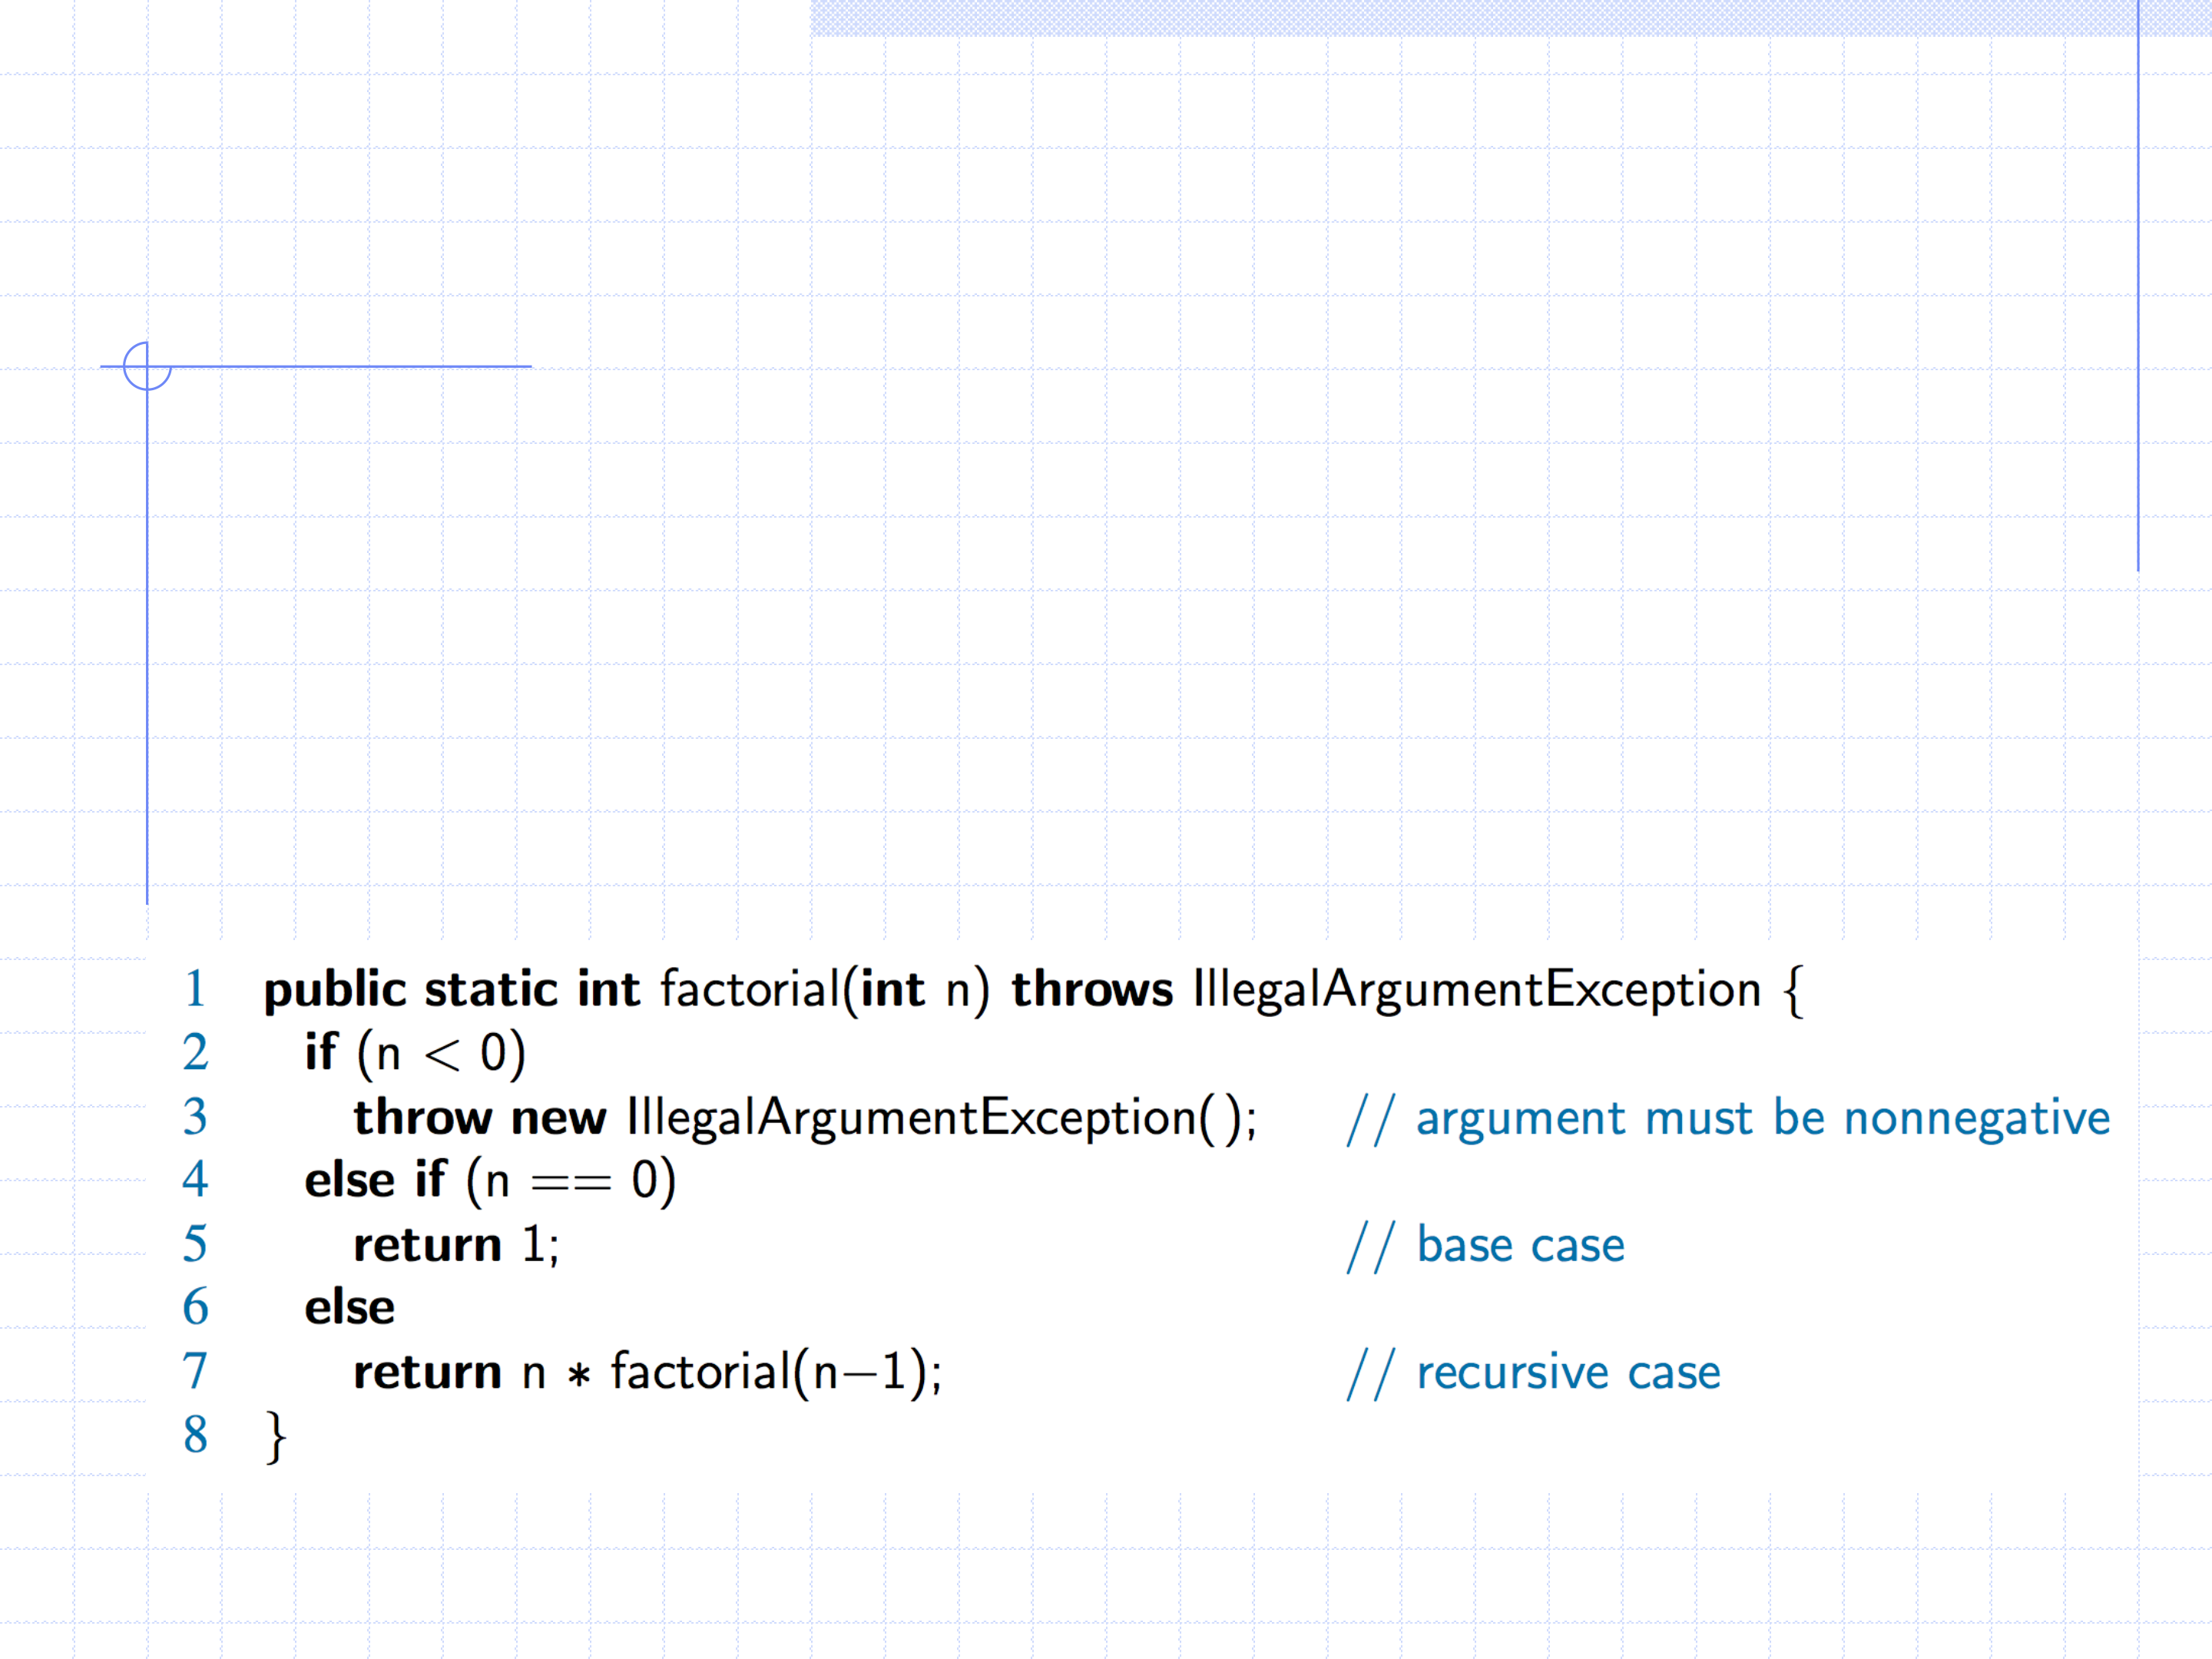 1 public static int factorial(int n) throws IllegalArgumentException {
2 if (n < 0)
3 throw new IllegalArgumentException( ); // argument must be nonnegative
4 else if (n == 0)
5 return 1; // base case
6 else
7 return n * factorial(n−1); // recursive case
8 }